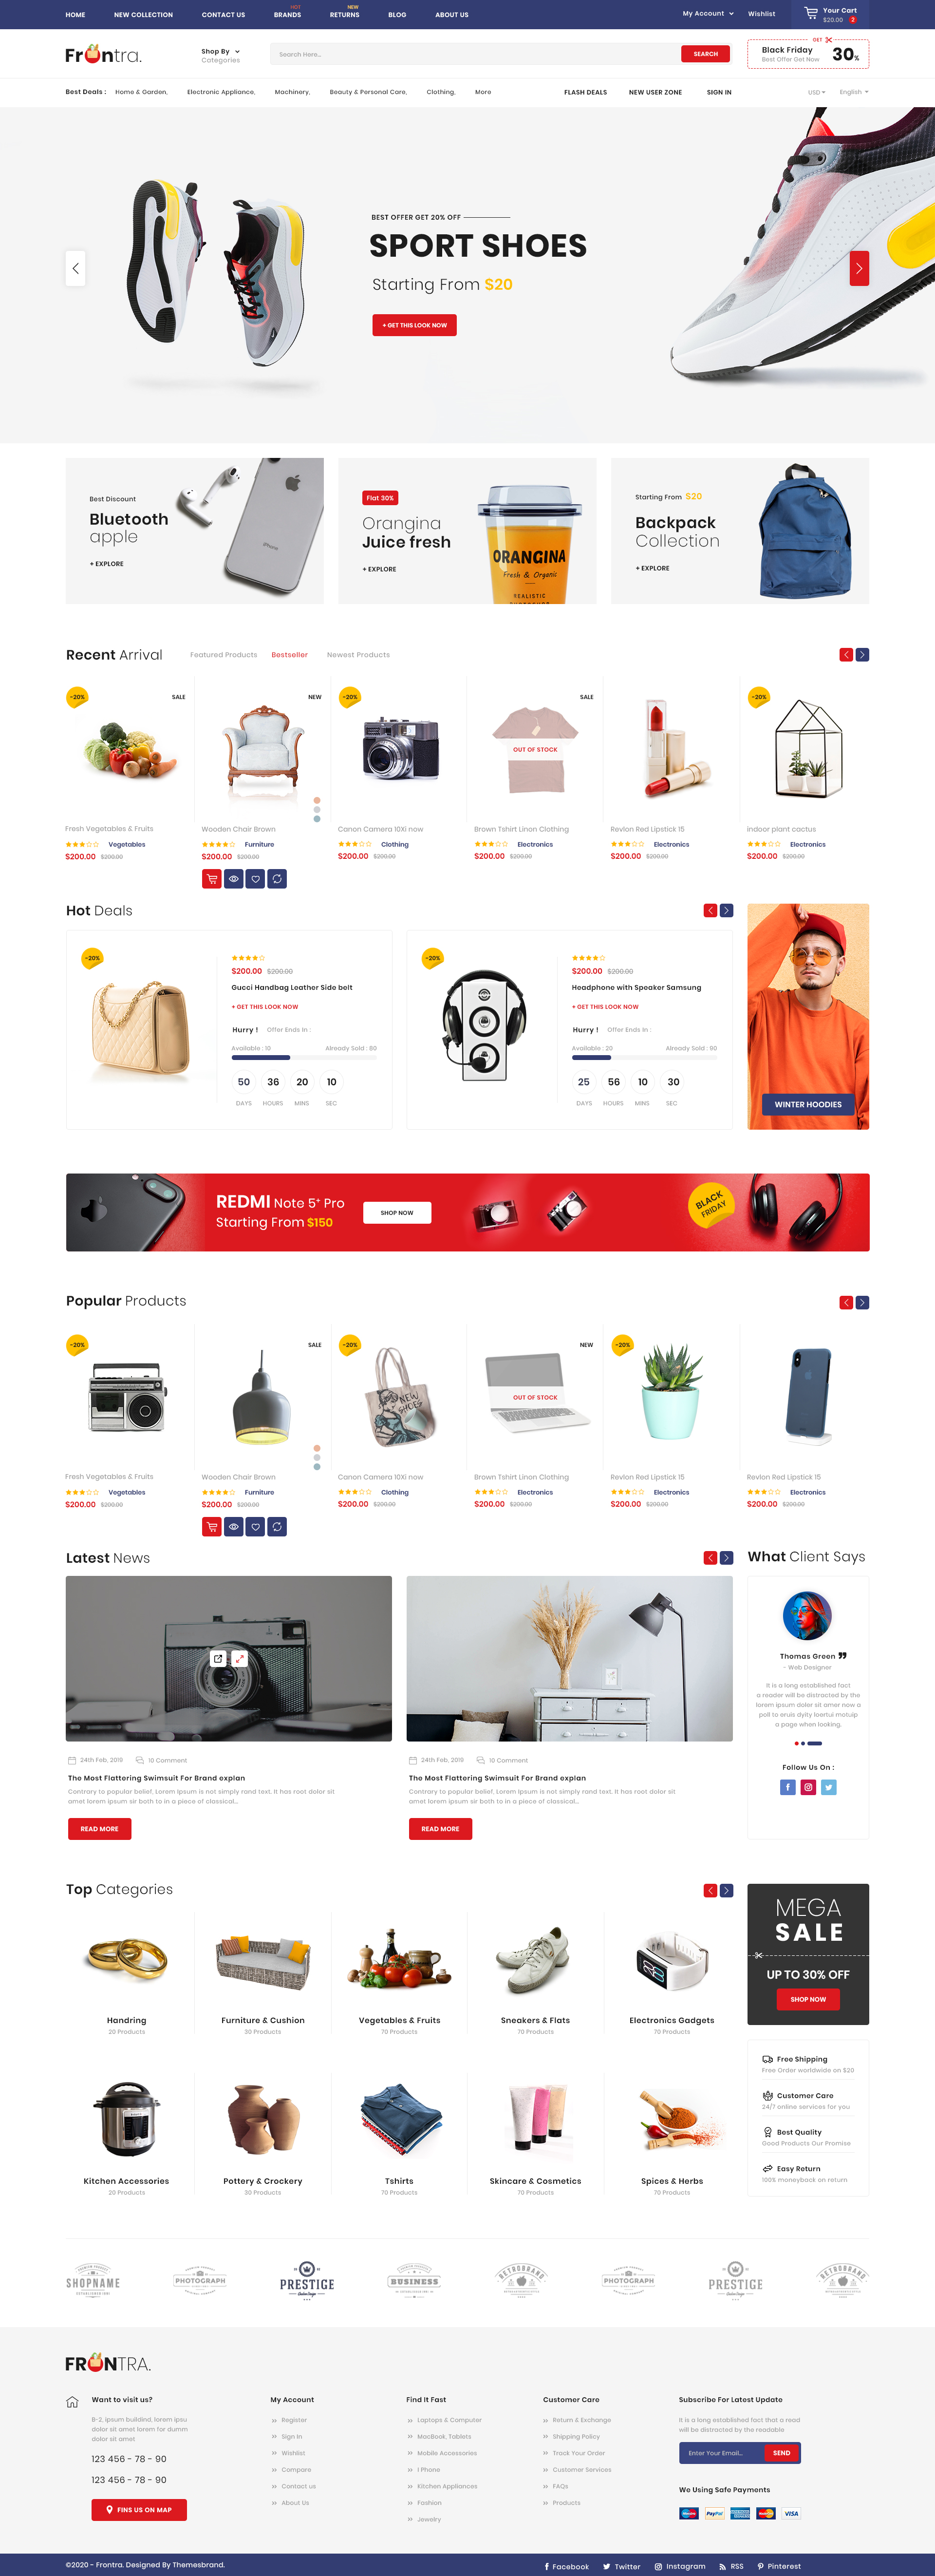 HOME NEW COLLECTION CONTACT US HOT BRANDS NEW RETURNS BLOG ABOUT US My Account Wishlist Your Cart
$20.00 2
Frontra. Shop By
Categories
Search Here... SEARCH
GET
Black Friday 30%
Best Offer Get Now
Best Deals : Home & Garden, Electronic Appliance, Machinery, Beauty & Personal Care, Clothing, More FLASH DEALS NEW USER ZONE SIGN IN USD English
BEST OFFER GET 20% OFF
SPORT SHOES
Starting From $20
+ GET THIS LOOK NOW
Best Discount
Bluetooth
apple
+ EXPLORE
iPhone
Flat 30%
Orangina
Juice fresh
+ EXPLORE
ORANGINA
Fresh & Organic
REALISTIC
Starting From $20
Backpack
Collection
+ EXPLORE
Recent Arrival Featured Products Bestseller Newest Products
-20% SALE NEW -20% SALE -20%
OUT OF STOCK
Fresh Vegetables & Fruits Wooden Chair Brown Canon Camera 10Xi now Brown Tshirt Linon Clothing Revlon Red Lipstick 15 indoor plant cactus
Vegetables Furniture Clothing Electronics Electronics Electronics
$200.00 $200.00 $200.00 $200.00 $200.00 $200.00 $200.00 $200.00 $200.00 $200.00 $200.00 $200.00
Hot Deals
-20%
$200.00 $200.00
Gucci Handbag Leather Side belt
+ GET THIS LOOK NOW
Hurry ! Offer Ends In :
Available : 10 Already Sold : 80
50 36 20 10
DAYS HOURS MINS SEC
-20%
$200.00 $200.00
Headphone with Speaker Samsung
+ GET THIS LOOK NOW
Hurry ! Offer Ends In :
Available : 20 Already Sold : 90
25 56 10 30
DAYS HOURS MINS SEC
WINTER HOODIES
REDMI Note 5+ Pro
Starting From $150
SHOP NOW
BLACK
FRIDAY
Popular Products
-20% SALE -20% NEW -20%
NEW
SHOES
OUT OF STOCK
Fresh Vegetables & Fruits Wooden Chair Brown Canon Camera 10Xi now Brown Tshirt Linon Clothing Revlon Red Lipstick 15 Revlon Red Lipstick 15
Vegetables Furniture Clothing Electronics Electronics Electronics
$200.00 $200.00 $200.00 $200.00 $200.00 $200.00 $200.00 $200.00 $200.00 $200.00 $200.00 $200.00
Latest News
24th Feb, 2019 10 Comment
The Most Flattering Swimsuit For Brand explan
Contrary to popular belief, Lorem Ipsum is not simply rand text. It has root dolor sit
amet lorem ipsum sir both to in a piece of classical...
READ MORE
24th Feb, 2019 10 Comment
The Most Flattering Swimsuit For Brand explan
Contrary to popular belief, Lorem Ipsum is not simply rand text. It has root dolor sit
amet lorem ipsum sir both to in a piece of classical...
READ MORE
What Client Says
Thomas Green
- Web Designer
It is a long established fact
a reader will be distracted by the
lorem ipsum dolor sit amer now a
poll to eruis dyity loertui motuip
a page when looking.
Follow Us On :
Top Categories
Handring Furniture & Cushion Vegetables & Fruits Sneakers & Flats Electronics Gadgets
20 Products 30 Products 70 Products 70 Products 70 Products
Kitchen Accessories Pottery & Crockery Tshirts Skincare & Cosmetics Spices & Herbs
20 Products 30 Products 70 Products 70 Products 70 Products
MEGA
SALE
UP TO 30% OFF
SHOP NOW
Free Shipping
Free Order worldwide on $20
Customer Care
24/7 online services for you
Best Quality
Good Products Our Promise
Easy Return
100% moneyback on return
SHOPNAME PHOTOGRAPH PRESTIGE BUSINESS RETROBRAND PHOTOGRAPH PRESTIGE RETROBRAND
FRONTRA.
Want to visit us?
B-2, ipsum buildind, lorem ipsu
dolor sit amet lorem for dumm
dolor sit amet
123 456 - 78 - 90
123 456 - 78 - 90
FINS US ON MAP
My Account
Register
Sign In
Wishlist
Compare
Contact us
About Us
Find It Fast
Laptops & Computer
MacBook, Tablets
Mobile Accessories
I Phone
Kitchen Appliances
Fashion
Jewelry
Customer Care
Return & Exchange
Shipping Policy
Track Your Order
Customer Services
FAQs
Products
Subscribe For Latest Update
It is a long established fact that a read
will be distracted by the readable
Enter Your Email... SEND
We Using Safe Payments
PayPal VISA
©2020 - Frontra. Designed By Themesbrand. Facebook Twitter Instagram RSS Pinterest